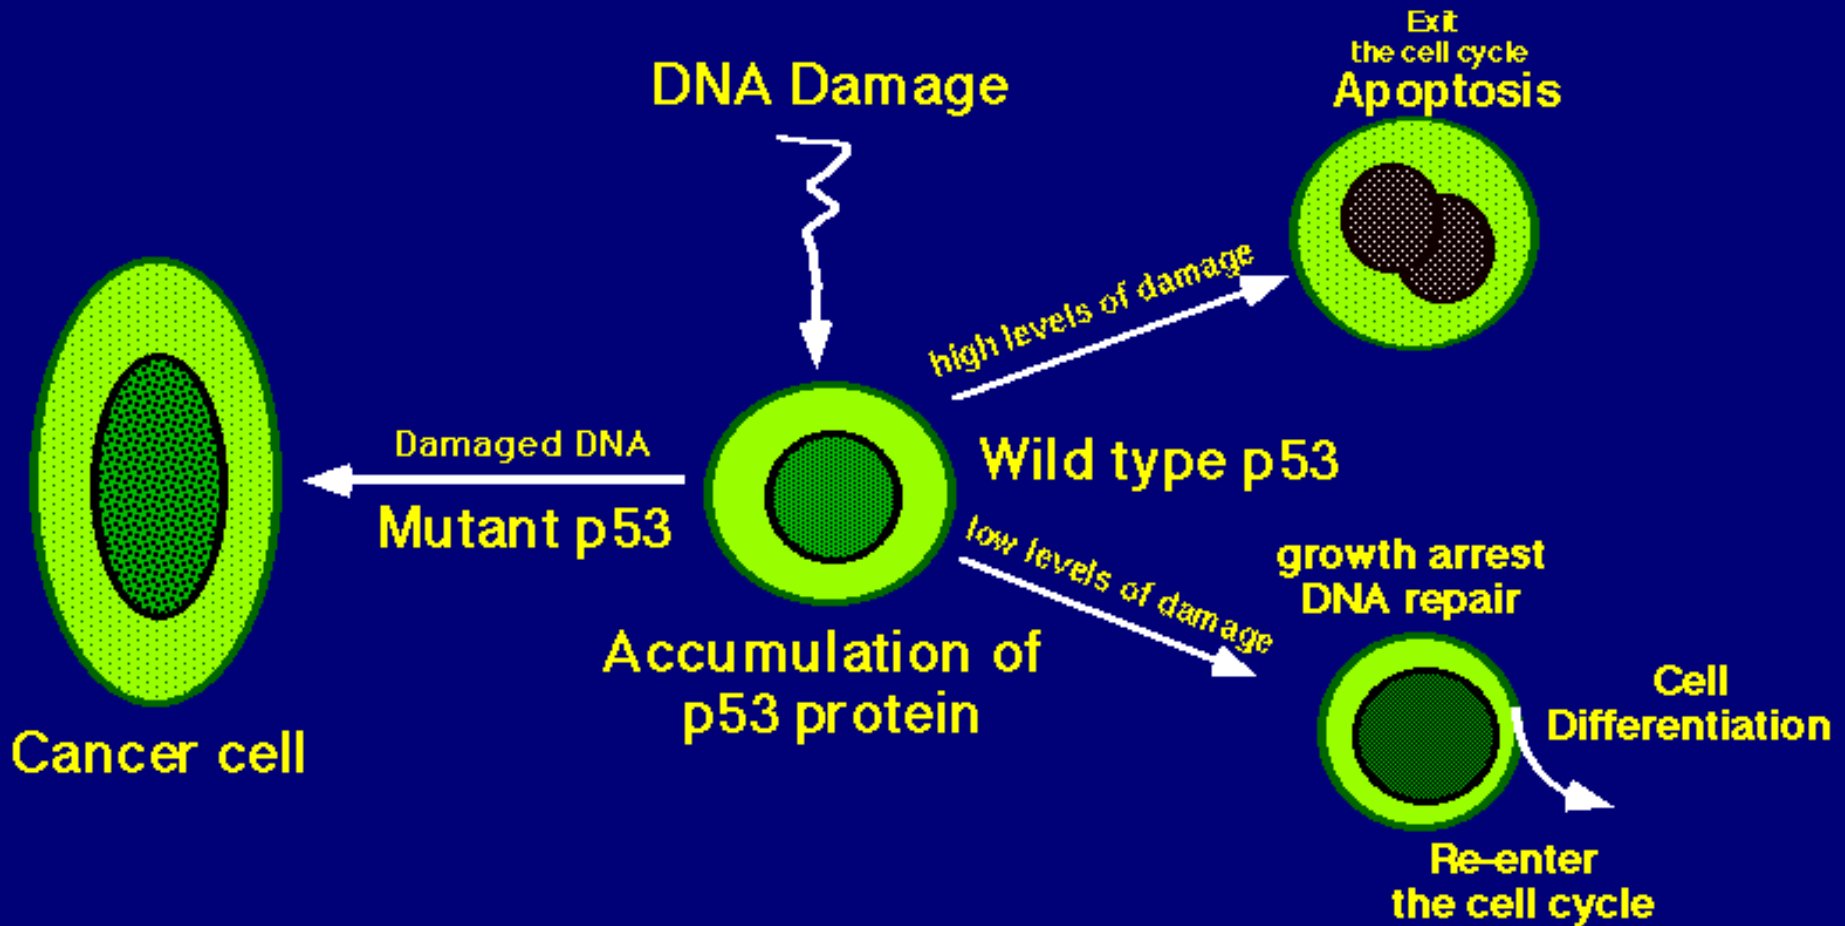 Exit
the cell cycle
Apoptosis
DNA Damage
high levels of damage
Damaged DNA
Mutant p53
Wild type p53
low levels of damage
growth arrest
DNA repair
Accumulation of
p53 protein
Cancer cell
Cell
Differentiation
Re-enter
the cell cycle